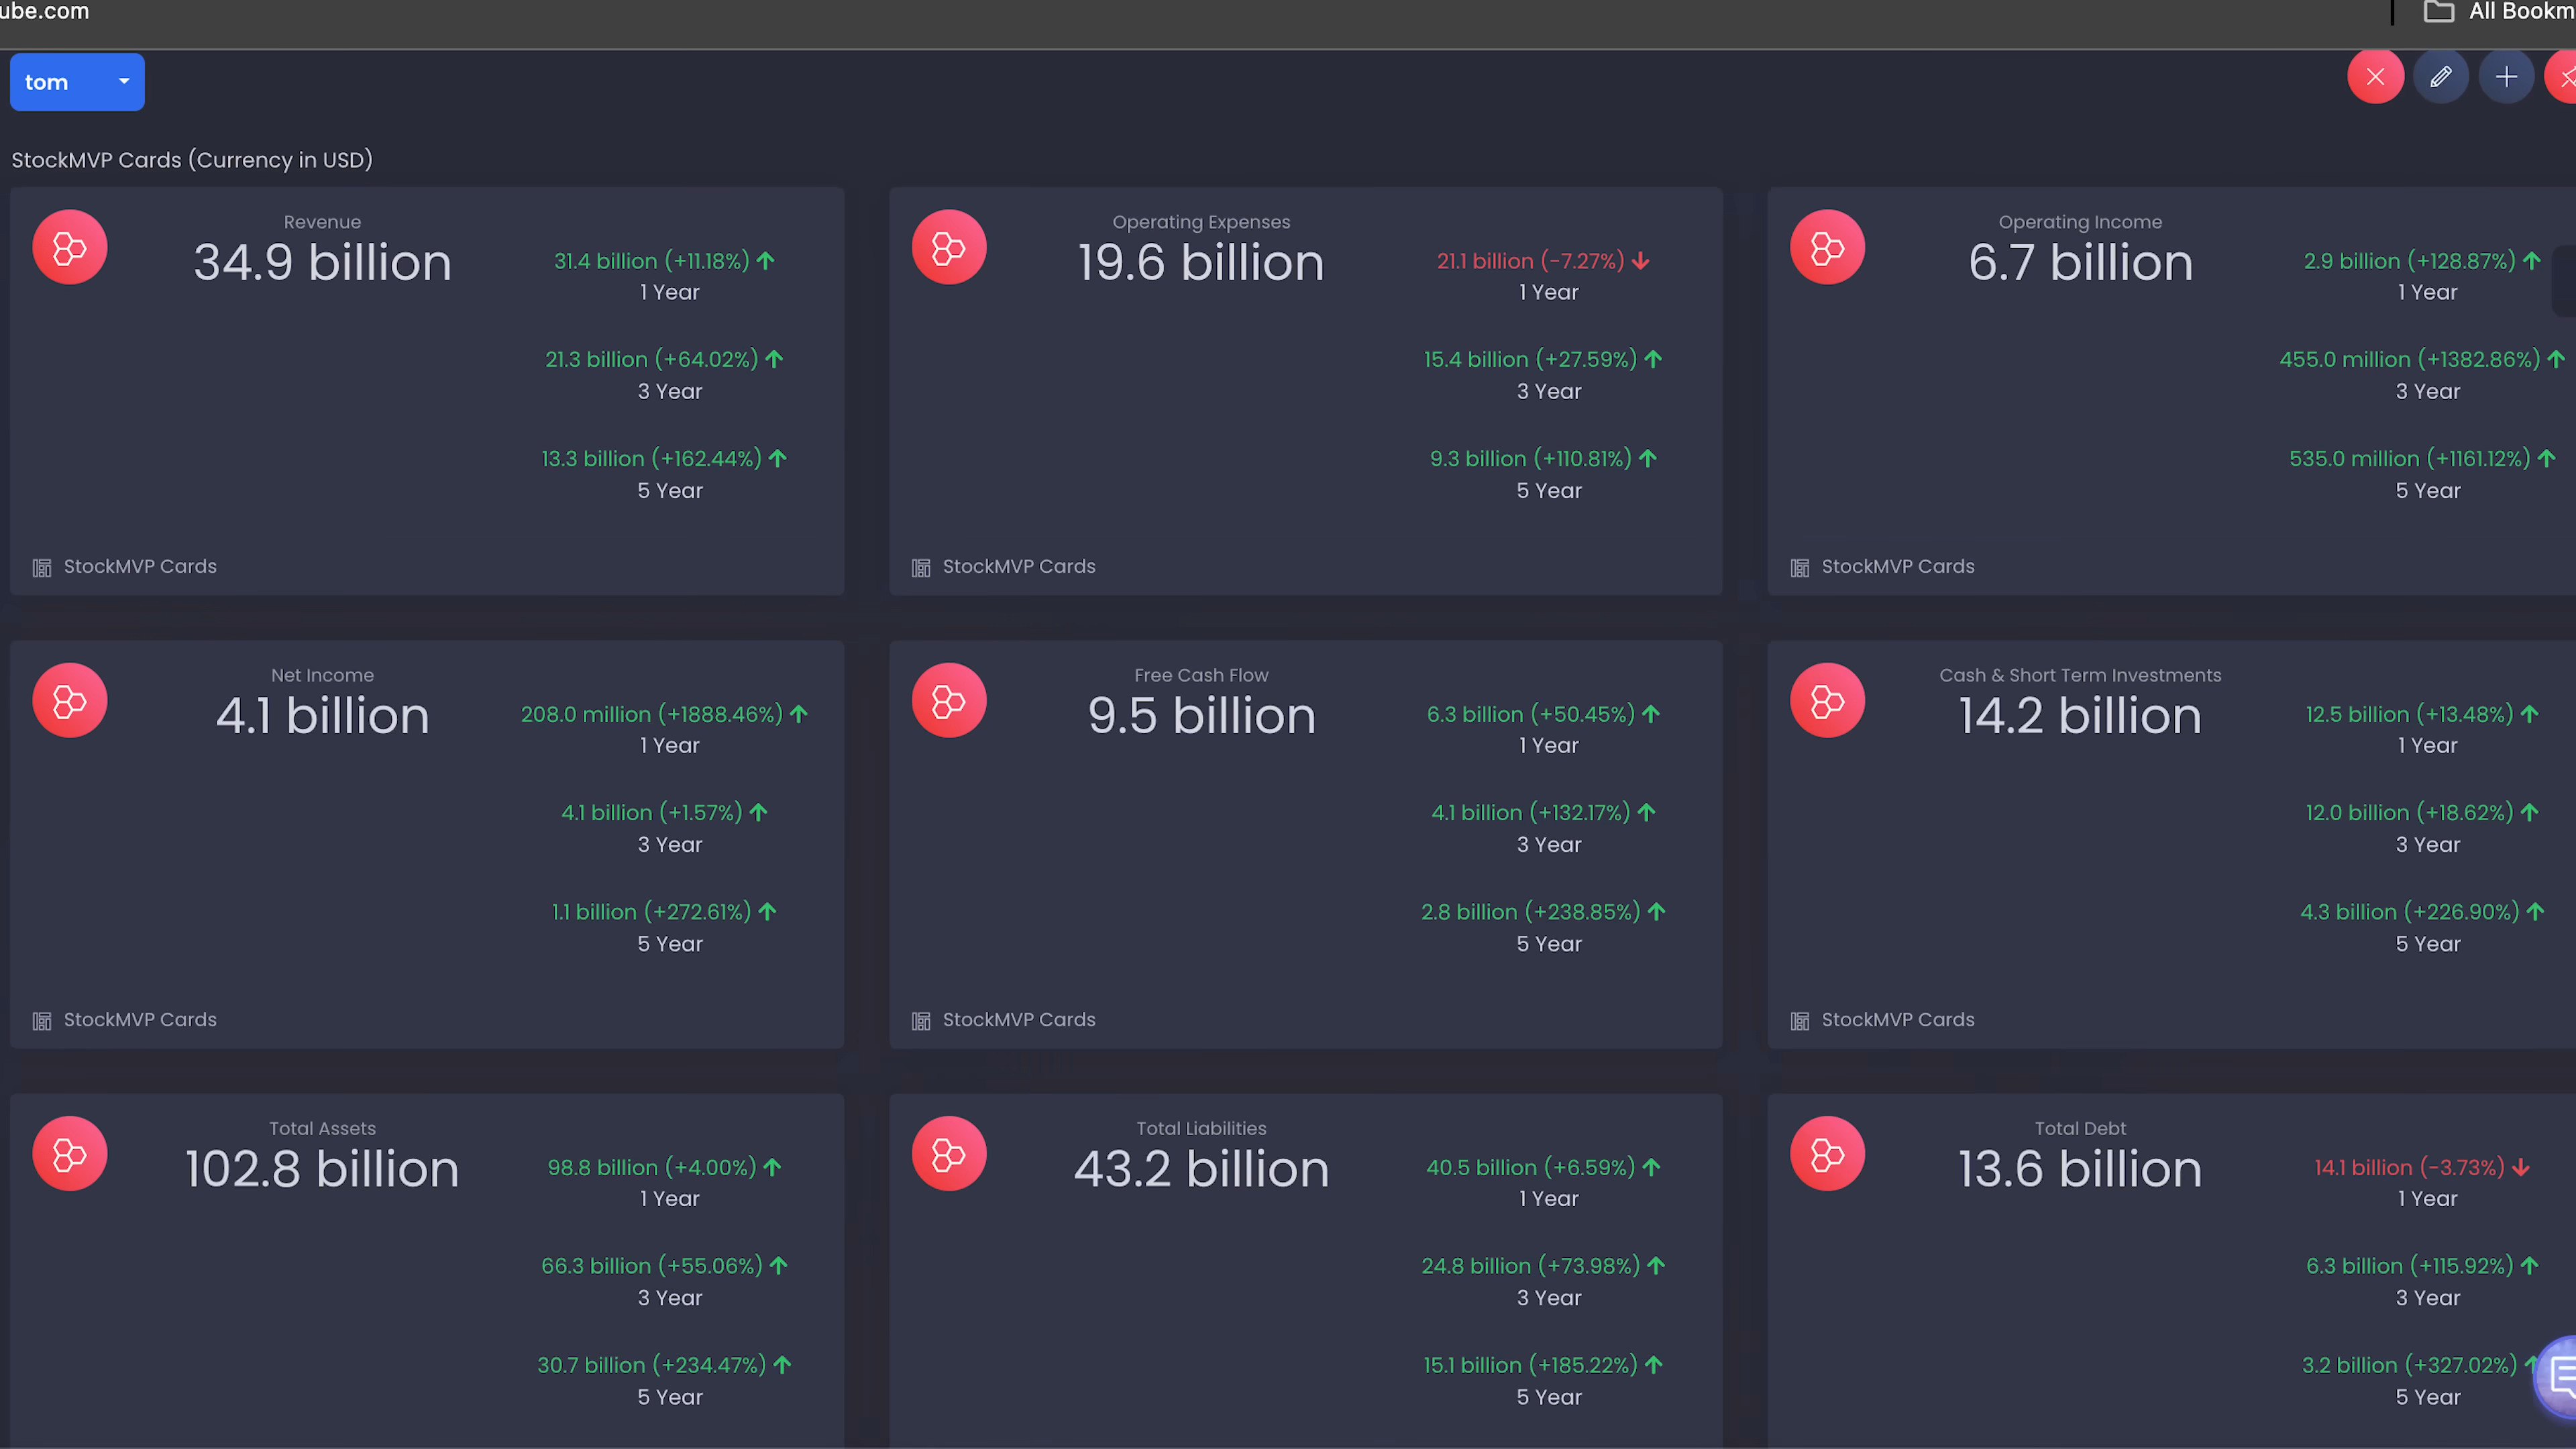 ube.com
All Bookm
tom
StockMVP Cards (Currency in USD)
Revenue
34.9 billion
31.4 billion (+11.18%)
1 Year
21.3 billion (+64.02%)
3 Year
13.3 billion (+162.44%)
5 Year
StockMVP Cards
Operating Expenses
19.6 billion
21.1 billion (-7.27%)
1 Year
15.4 billion (+27.59%)
3 Year
9.3 billion (+110.81%)
5 Year
StockMVP Cards
Operating Income
6.7 billion
2.9 billion (+128.87%)
1 Year
455.0 million (+1382.86%)
3 Year
535.0 million (+1161.12%)
5 Year
StockMVP Cards
Net Income
4.1 billion
208.0 million (+1888.46%)
1 Year
4.1 billion (+1.57%)
3 Year
1.1 billion (+272.61%)
5 Year
StockMVP Cards
Free Cash Flow
9.5 billion
6.3 billion (+50.45%)
1 Year
4.1 billion (+132.17%)
3 Year
2.8 billion (+238.85%)
5 Year
StockMVP Cards
Cash & Short Term Investments
14.2 billion
12.5 billion (+13.48%)
1 Year
12.0 billion (+18.62%)
3 Year
4.3 billion (+226.90%)
5 Year
StockMVP Cards
Total Assets
102.8 billion
98.8 billion (+4.00%)
1 Year
66.3 billion (+55.06%)
3 Year
30.7 billion (+234.47%)
5 Year
Total Liabilities
43.2 billion
40.5 billion (+6.59%)
1 Year
24.8 billion (+73.98%)
3 Year
15.1 billion (+185.22%)
5 Year
Total Debt
13.6 billion
14.1 billion (-3.73%)
1 Year
6.3 billion (+115.92%)
3 Year
3.2 billion (+327.02%)
5 Year